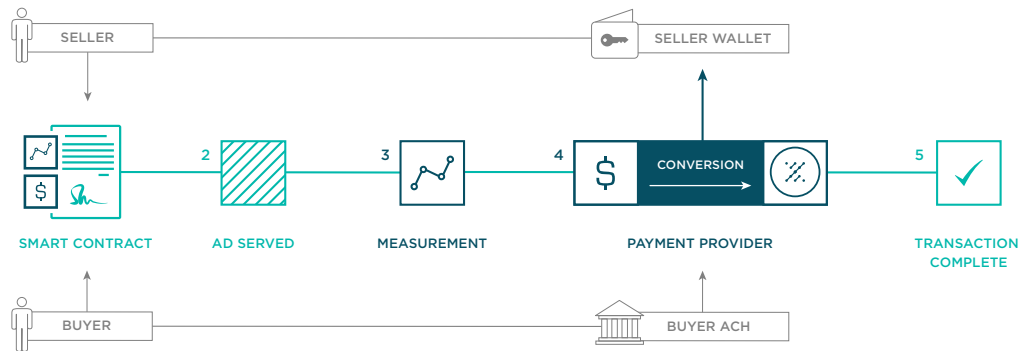 SELLER
SELLER WALLET
2
3
4
5
$
$
CONVERSION
SMART CONTRACT
AD SERVED
MEASUREMENT
PAYMENT PROVIDER
TRANSACTION
COMPLETE
BUYER
BUYER ACH